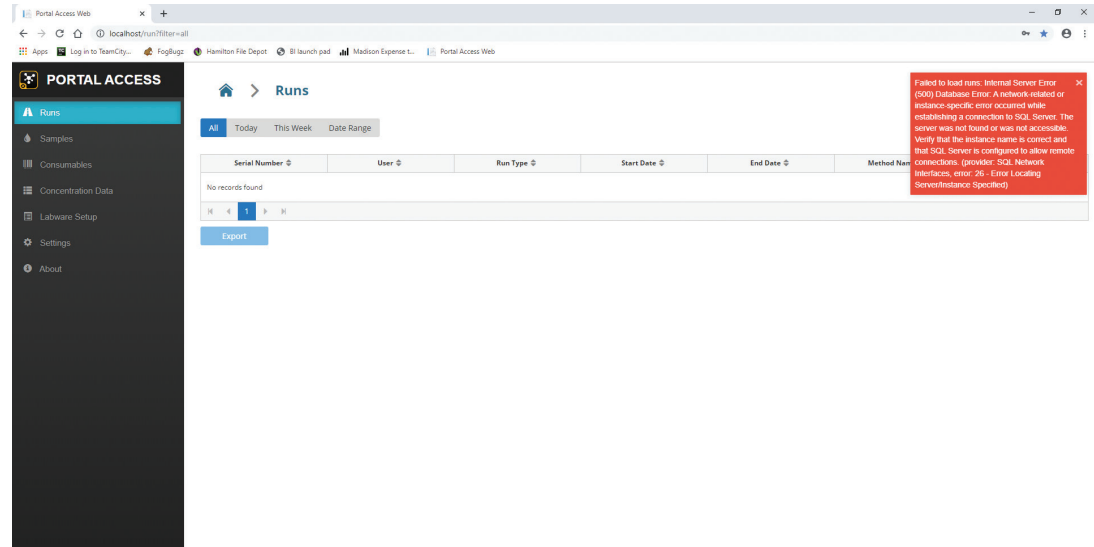 Portal Access Web
localhost/run?filter=all
Apps Log in to TeamCity... FogBugz Hamilton File Depot BI launch pad Madison Expense t... Portal Access Web
PORTAL ACCESS
Runs
Samples
Consumables
Concentration Data
Labware Setup
Settings
About
Runs
All Today This Week Date Range
Serial Number User Run Type Start Date End Date Method Nam
No records found
1
Export
Failed to load runs: Internal Server Error
(500) Database Error: A network-related or
instance-specific error occurred while
establishing a connection to SQL Server. The
server was not found or was not accessible.
Verify that the instance name is correct and
that SQL Server is configured to allow remote
connections. (provider: SQL Network
Interfaces, error: 26 - Error Locating
Server/Instance Specified)